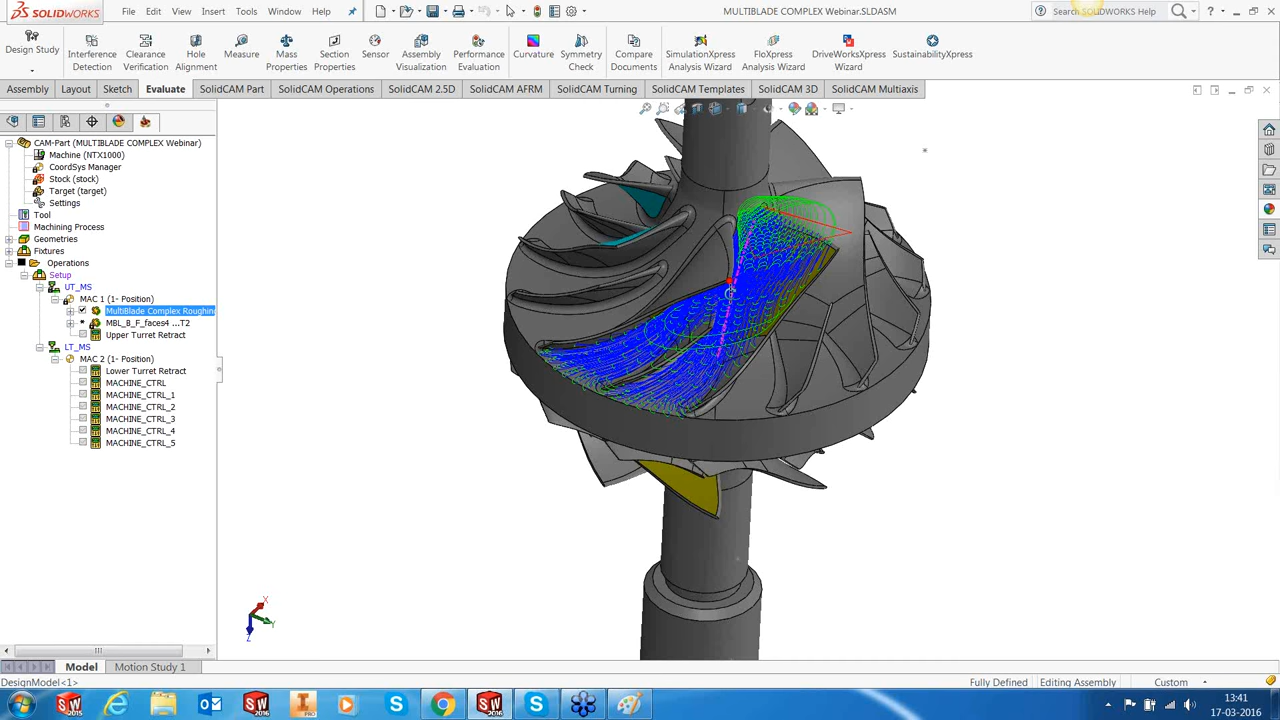 SOLIDWORKS File Edit View Insert Tools Window Help MULTIBLADE COMPLEX Webinar.SLDASM Search SOLIDWORKS Help
Design Study Interference Detection Clearance Verification Hole Alignment Measure Mass Properties Section Properties Sensor Assembly Visualization Performance Evaluation Curvature Symmetry Check Compare Documents SimulationXpress Analysis Wizard FloXpress Analysis Wizard DriveWorksXpress Wizard SustainabilityXpress
Assembly Layout Sketch Evaluate SolidCAM Part SolidCAM Operations SolidCAM 2.5D SolidCAM AFRM SolidCAM Turning SolidCAM Templates SolidCAM 3D SolidCAM Multiaxis
CAM-Part (MULTIBLADE COMPLEX Webinar)
Machine (NTX1000)
CoordSys Manager
Stock (stock)
Target (target)
Settings
Tool
Machining Process
Geometries
Fixtures
Operations
Setup
UT_MS
MAC 1 (1- Position)
MultiBlade Complex Roughing
MBL_B_F_faces4 ...T2
Upper Turret Retract
LT_MS
MAC 2 (1- Position)
Lower Turret Retract
MACHINE_CTRL
MACHINE_CTRL_1
MACHINE_CTRL_2
MACHINE_CTRL_3
MACHINE_CTRL_4
MACHINE_CTRL_5
X
Y
Z
Model Motion Study 1
DesignModel<1> Fully Defined Editing Assembly Custom
13:41
17-03-2016